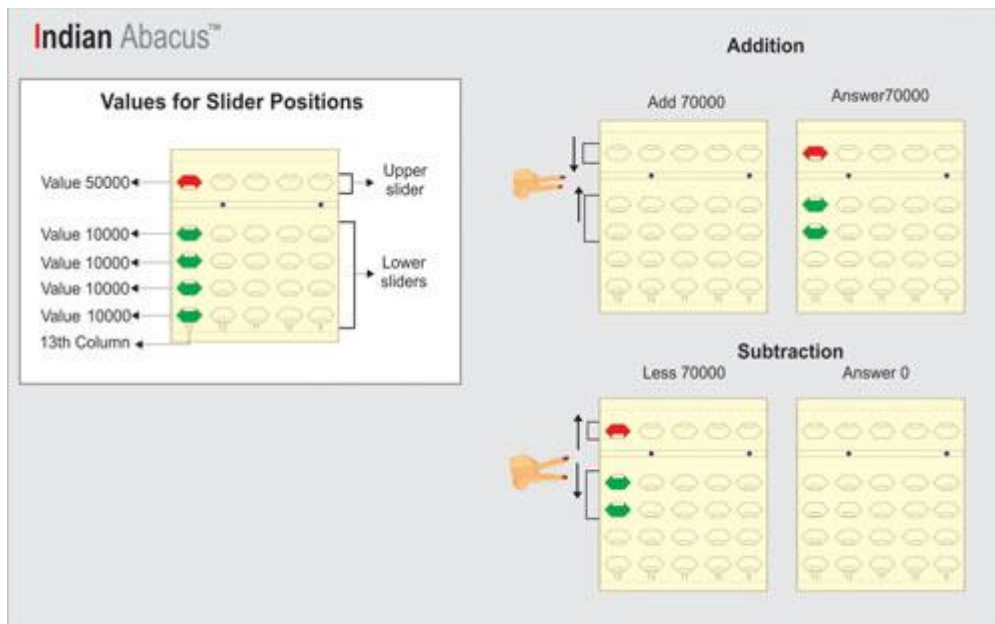 Indian Abacus™
Values for Slider Positions
Value 50000
Upper
slider
Value 10000
Value 10000
Value 10000
Value 10000
Lower
sliders
13th Column
Addition
Add 70000
Answer70000
Subtraction
Less 70000
Answer 0